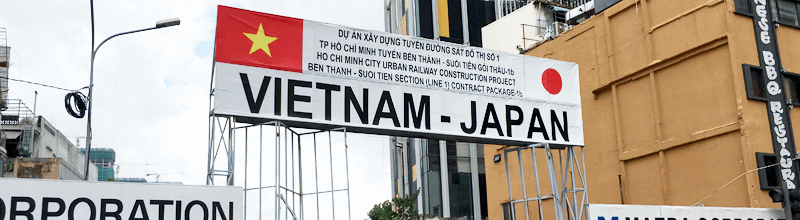 DỰ ÁN XÂY DỰNG TUYẾN ĐƯỜNG SẮT ĐÔ THỊ SỐ 1
TP HỒ CHÍ MINH TUYẾN BẾN THÀNH - SUỐI TIÊN GÓI THẦU-1b
HO CHI MINH CITY URBAN RAILWAY CONSTRUCTION PROJECT
BEN THANH - SUOI TIEN SECTION (LINE 1) CONTRACT PACKAGE-1b
VIETNAM - JAPAN
BBQ
ORPORATION